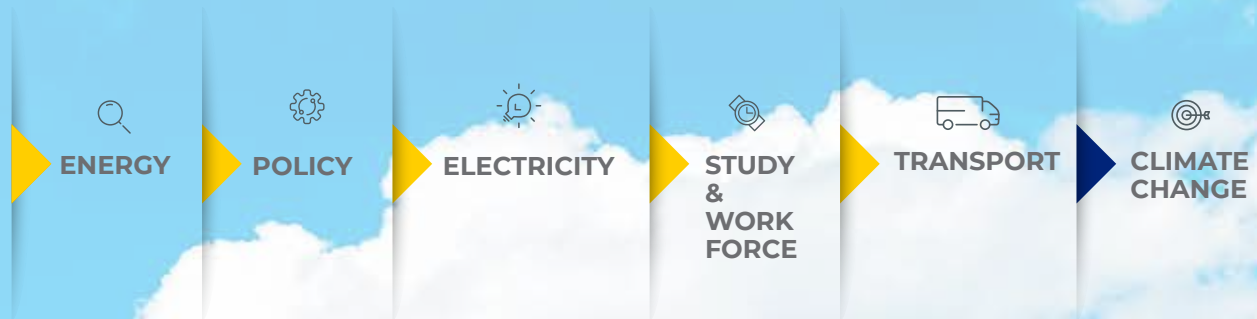 ENERGY
POLICY
ELECTRICITY
STUDY
&
WORK
FORCE
TRANSPORT
CLIMATE
CHANGE